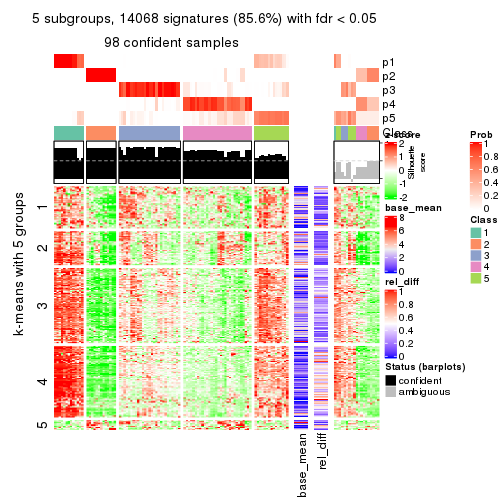 5 subgroups, 14068 signatures (85.6%) with fdr < 0.05
98 confident samples
p1
p2
p3
p4
p5
Class
1
2
3
4
5
k-means with 5 groups
base_mean
rel_diff
z-score
2
1
0
-1
-2
Silhouette
score
base_mean
8
6
4
2
0
rel_diff
1
0.8
0.6
0.4
0.2
0
Status (barplots)
confident
ambiguous
Prob
1
0.8
0.6
0.4
0.2
0
Class
1
2
3
4
5